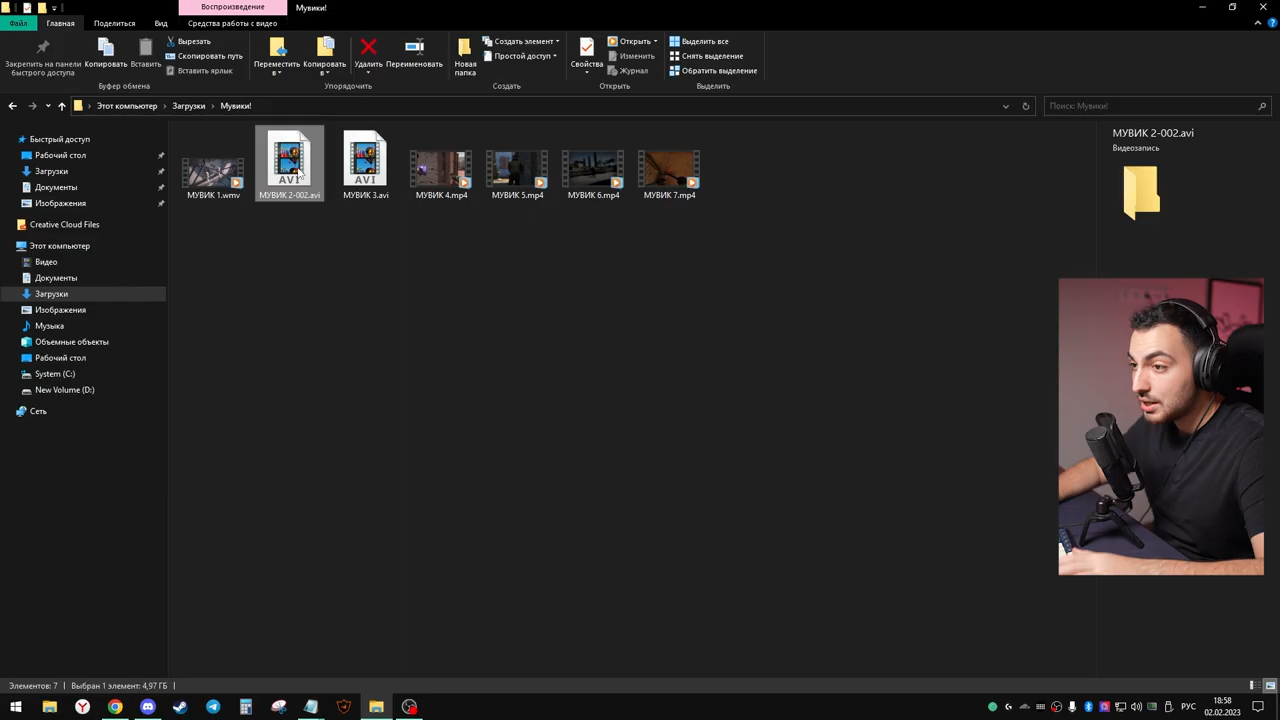 Воспроизведение
Мувики!
Файл
Главная
Поделиться
Вид
Средства работы с видео
Закрепить на панели
быстрого доступа
Копировать
Вставить
Вырезать
Скопировать путь
Вставить ярлык
Буфер обмена
Переместить
в
Копировать
в
Удалить
Переименовать
Упорядочить
Новая
папка
Создать элемент
Простой доступ
Создать
Свойства
Открыть
Изменить
Журнал
Открыть
Выделить все
Снять выделение
Обратить выделение
Выделить
Этот компьютер
Загрузки
Мувики!
Поиск: Мувики!
Быстрый доступ
Рабочий стол
Загрузки
Документы
Изображения
Creative Cloud Files
Этот компьютер
Видео
Документы
Загрузки
Изображения
Музыка
Объемные объекты
Рабочий стол
System (C:)
New Volume (D:)
Сеть
AVI
AVI
МУВИК 1.wmv
МУВИК 2-002.avi
МУВИК 3.avi
МУВИК 4.mp4
МУВИК 5.mp4
МУВИК 6.mp4
МУВИК 7.mp4
МУВИК 2-002.avi
Видеозапись
Элементов: 7
Выбран 1 элемент: 4,97 ГБ
РУС
18:58
02.02.2023